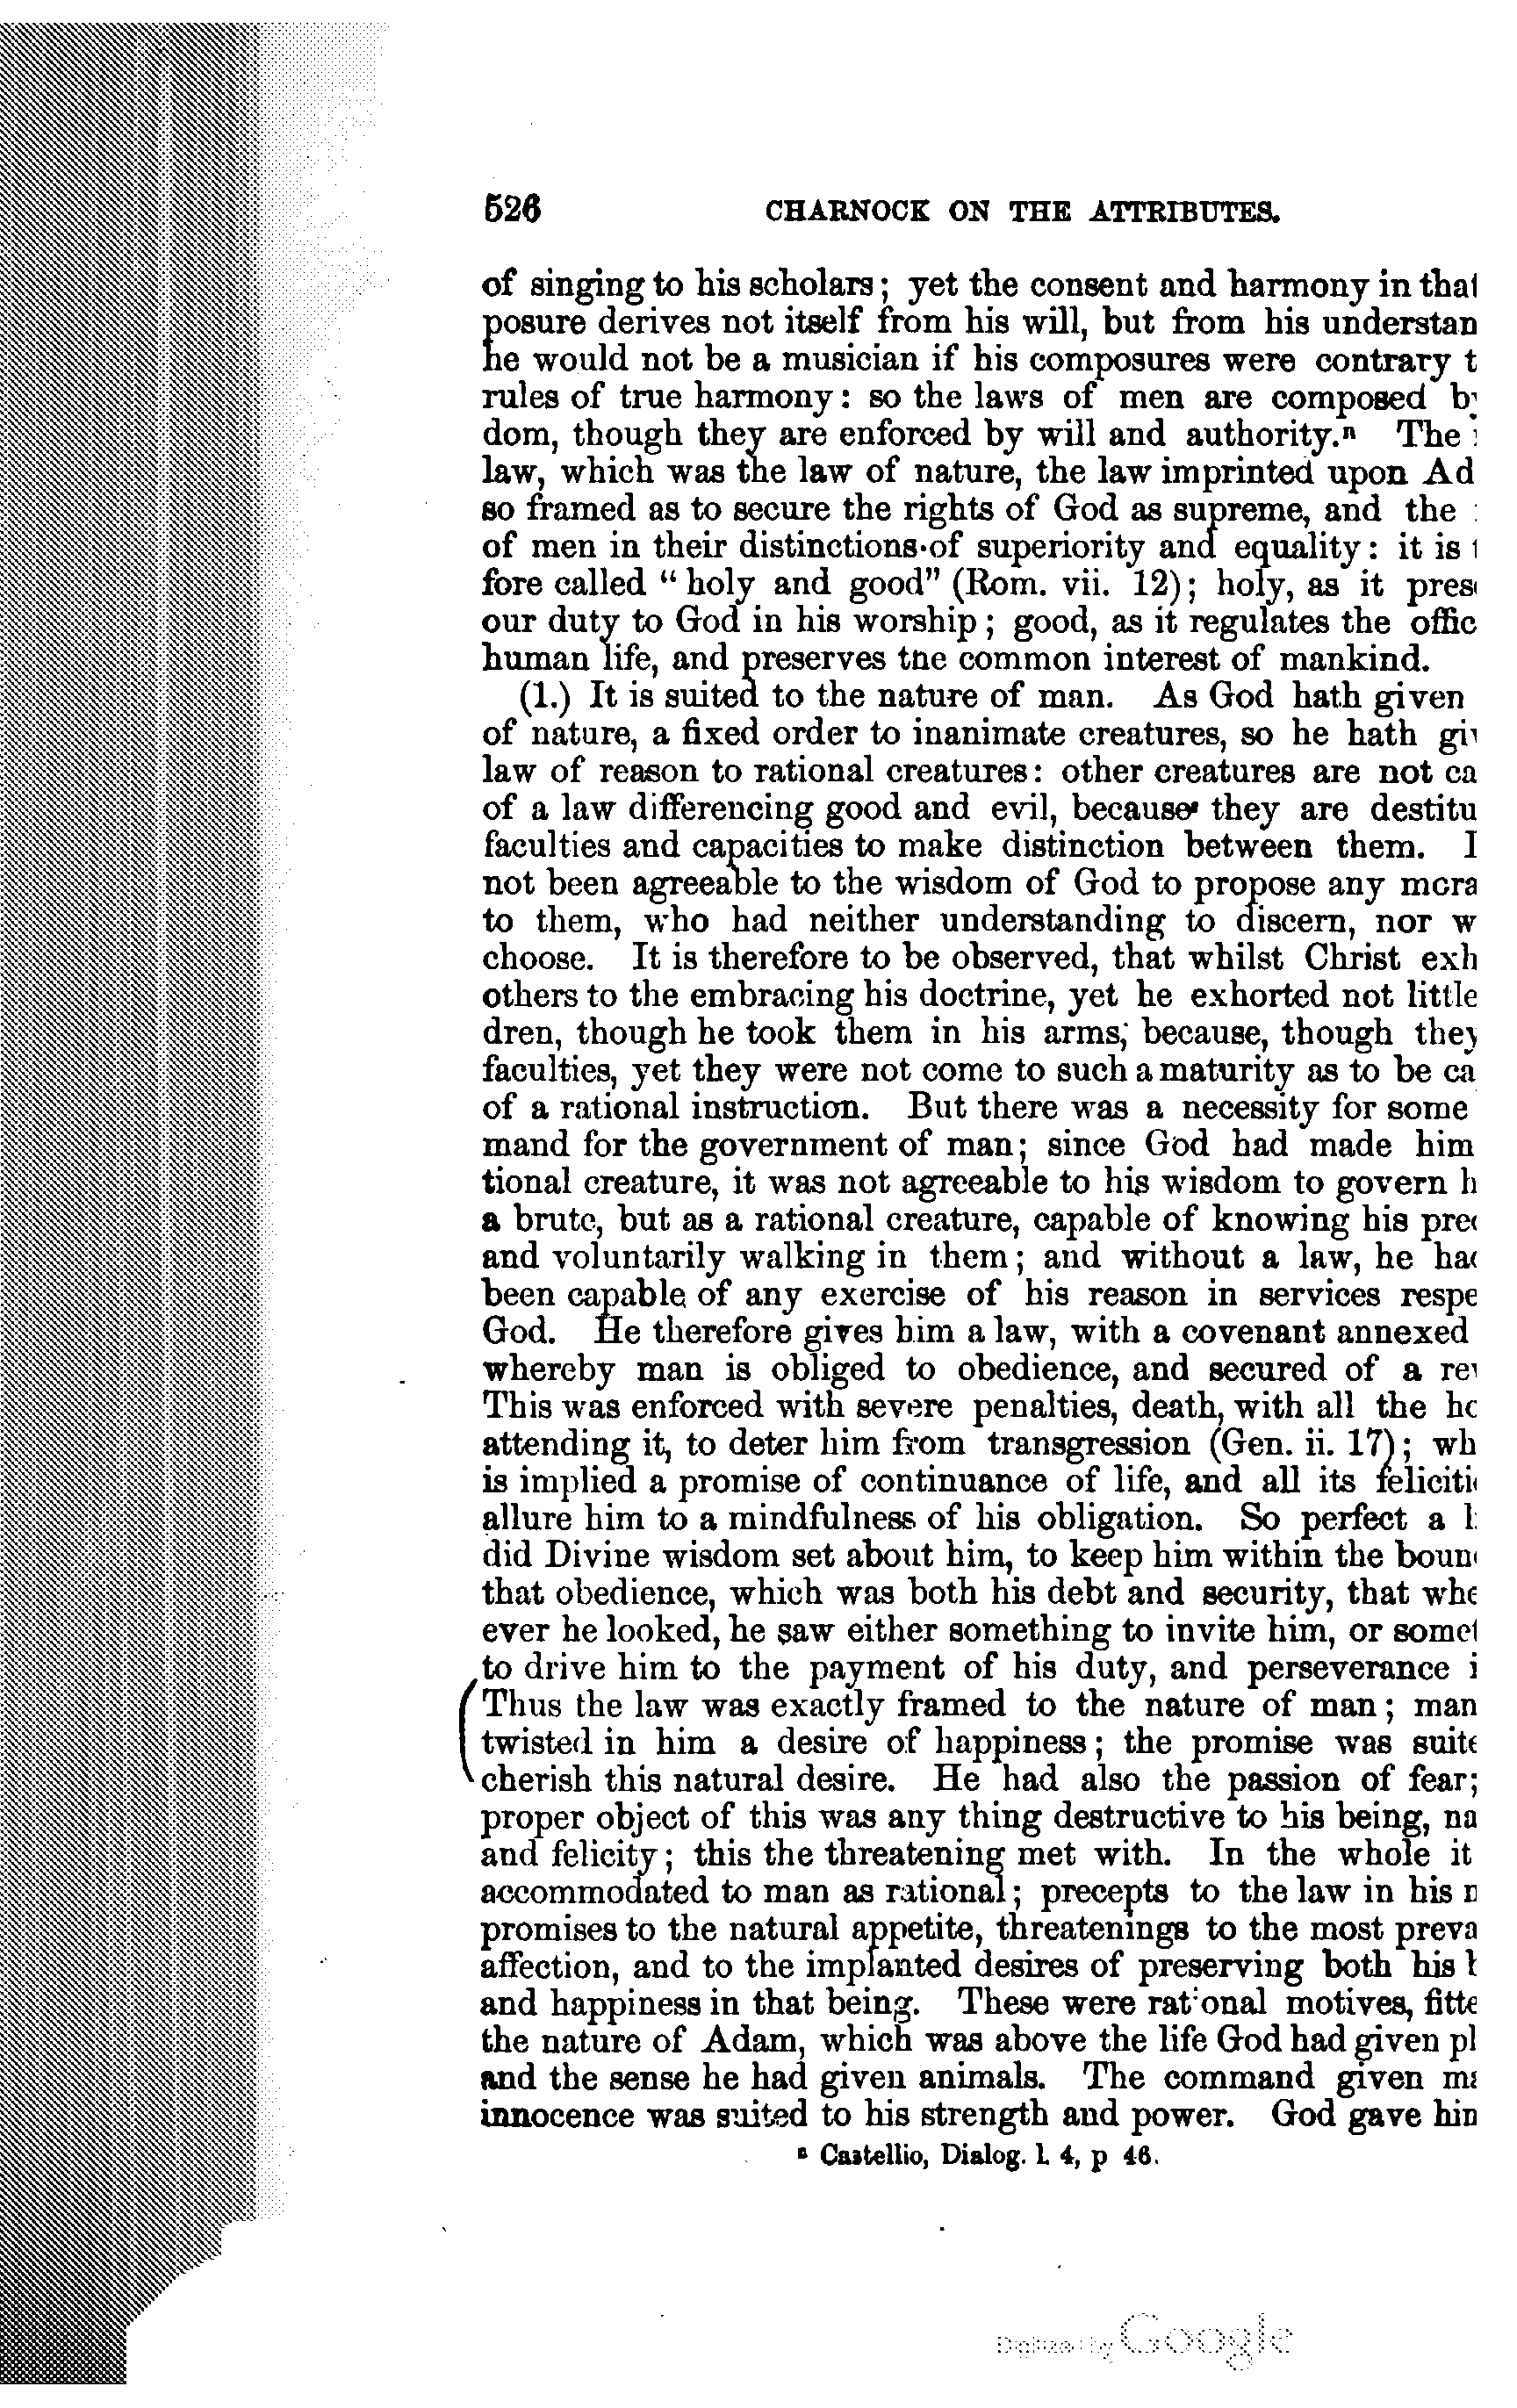 526 CHARNOCK ON THE ATTRIBUTES.
of singing to his scholars; yet the consent and harmony in that
posure derives not itself from his will, but from his understan
he would not be a musician if his composures were contrary t
rules of true harmony: so the laws of men are composed b
dom, though they are enforced by will and authority.ⁿ The
law, which was the law of nature, the law imprinted upon Ad
so framed as to secure the rights of God as supreme, and the
of men in their distinctions of superiority and equality: it is
fore called “holy and good” (Rom. vii. 12); holy, as it pres
our duty to God in his worship; good, as it regulates the offic
human life, and preserves the common interest of mankind.
(1.) It is suited to the nature of man. As God hath given
of nature, a fixed order to inanimate creatures, so he hath gi
law of reason to rational creatures: other creatures are not ca
of a law differencing good and evil, because they are destitu
faculties and capacities to make distinction between them. I
not been agreeable to the wisdom of God to propose any mora
to them, who had neither understanding to discern, nor w
choose. It is therefore to be observed, that whilst Christ exh
others to the embracing his doctrine, yet he exhorted not little
dren, though he took them in his arms, because, though they
faculties, yet they were not come to such a maturity as to be ca
of a rational instruction. But there was a necessity for some
mand for the government of man; since God had made him
tional creature, it was not agreeable to his wisdom to govern h
a brute, but as a rational creature, capable of knowing his prec
and voluntarily walking in them; and without a law, he had
been capable of any exercise of his reason in services respe
God. He therefore gives him a law, with a covenant annexed
whereby man is obliged to obedience, and secured of a re
This was enforced with severe penalties, death, with all the ho
attending it, to deter him from transgression (Gen. ii. 17); wh
is implied a promise of continuance of life, and all its feliciti
allure him to a mindfulness of his obligation. So perfect a
did Divine wisdom set about him, to keep him within the boun
that obedience, which was both his debt and security, that whe
ever he looked, he saw either something to invite him, or somet
to drive him to the payment of his duty, and perseverance i
Thus the law was exactly framed to the nature of man; man
twisted in him a desire of happiness; the promise was suite
cherish this natural desire. He had also the passion of fear;
proper object of this was any thing destructive to his being, na
and felicity; this the threatening met with. In the whole it
accommodated to man as rational; precepts to the law in his
promises to the natural appetite, threatenings to the most preva
affection, and to the implanted desires of preserving both his
and happiness in that being. These were rational motives, fitte
the nature of Adam, which was above the life God had given pl
and the sense he had given animals. The command given ma
innocence was suited to his strength and power. God gave him
ⁿ Castellio, Dialog. l. 4, p 46.
Digitized by Google